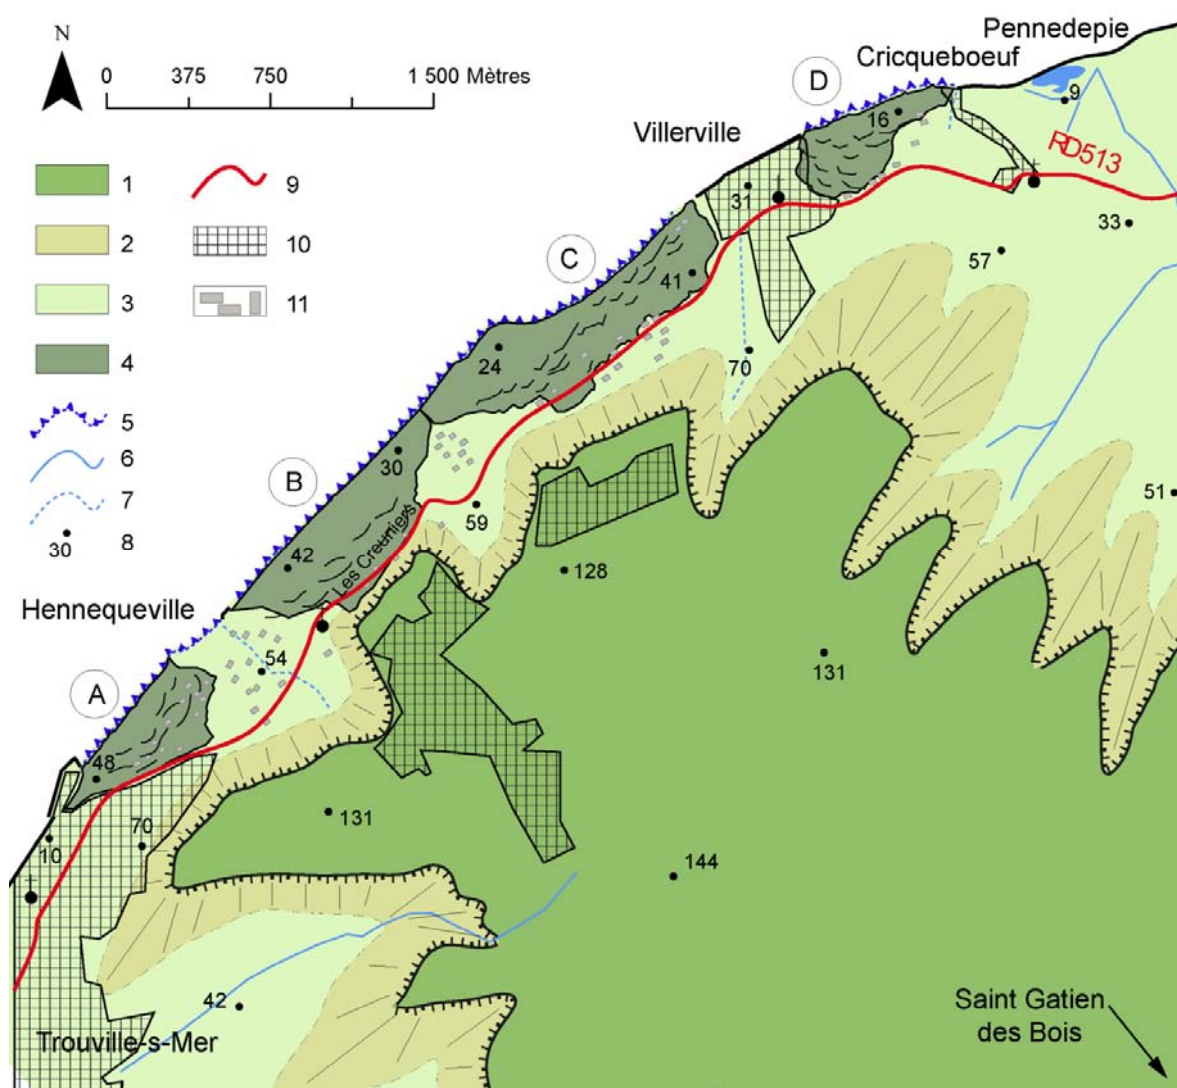 Pennedepie
Cricqueboeuf
N
0 375 750 1 500 Mètres
D
9
16
Villerville
RD513
1 9
31
33
2 10
57
C
41
3 11
24
70
4
5
30
51
6
B
59
7
42
Les Creuniers
30 8
128
Hennequeville
54
131
A
48
131
70
10
144
42
Saint Gatien
des Bois
Trouville-s-Mer